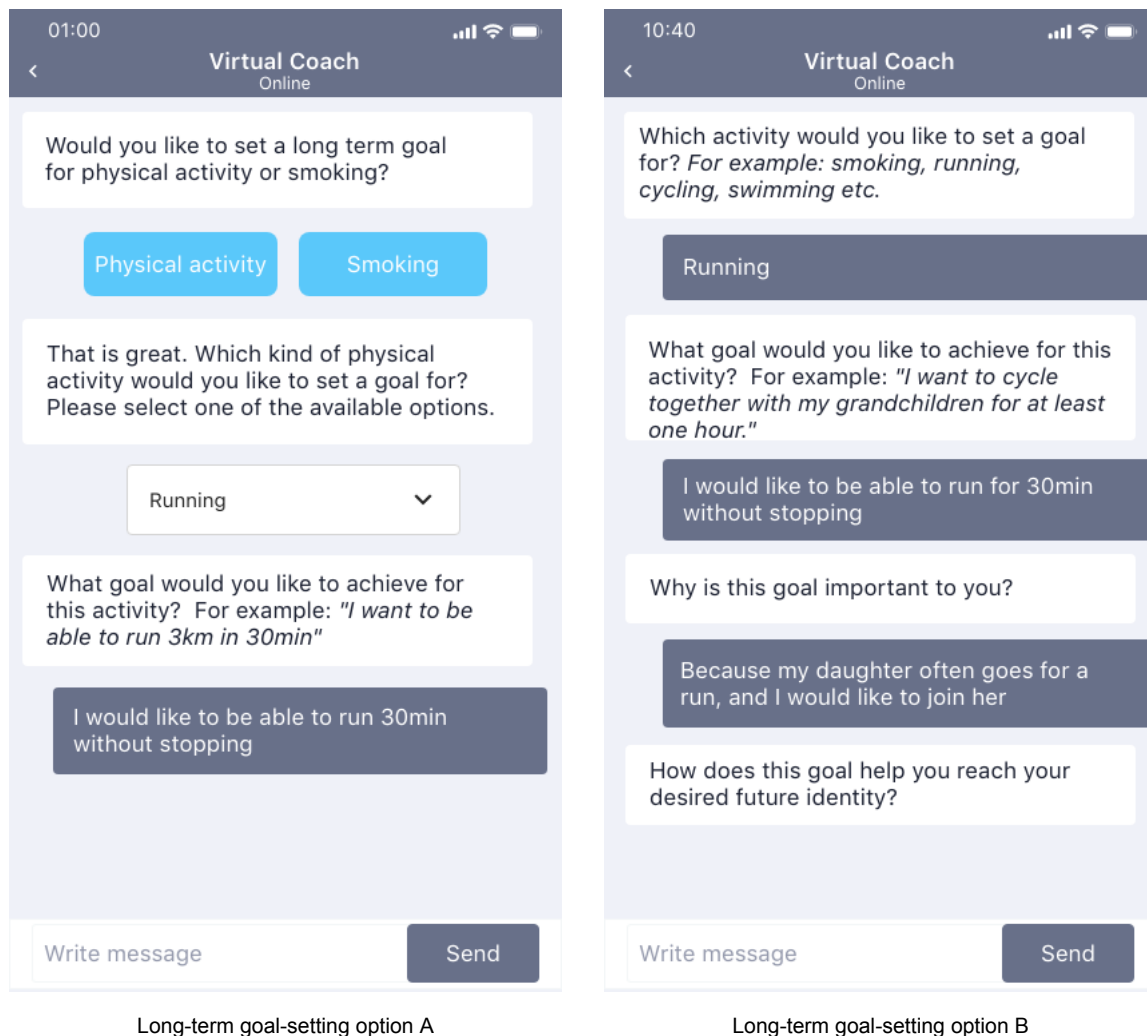 01:00
Virtual Coach
Online
Would you like to set a long term goal
for physical activity or smoking?
Physical activity
Smoking
That is great. Which kind of physical
activity would you like to set a goal for?
Please select one of the available options.
Running
What goal would you like to achieve for
this activity?  For example: "I want to be
able to run 3km in 30min"
I would like to be able to run 30min
without stopping
Write message
Send
Long-term goal-setting option A
10:40
Virtual Coach
Online
Which activity would you like to set a goal
for? For example: smoking, running,
cycling, swimming etc.
Running
What goal would you like to achieve for this
activity?  For example: "I want to cycle
together with my grandchildren for at least
one hour."
I would like to be able to run for 30min
without stopping
Why is this goal important to you?
Because my daughter often goes for a
run, and I would like to join her
How does this goal help you reach your
desired future identity?
Write message
Send
Long-term goal-setting option B